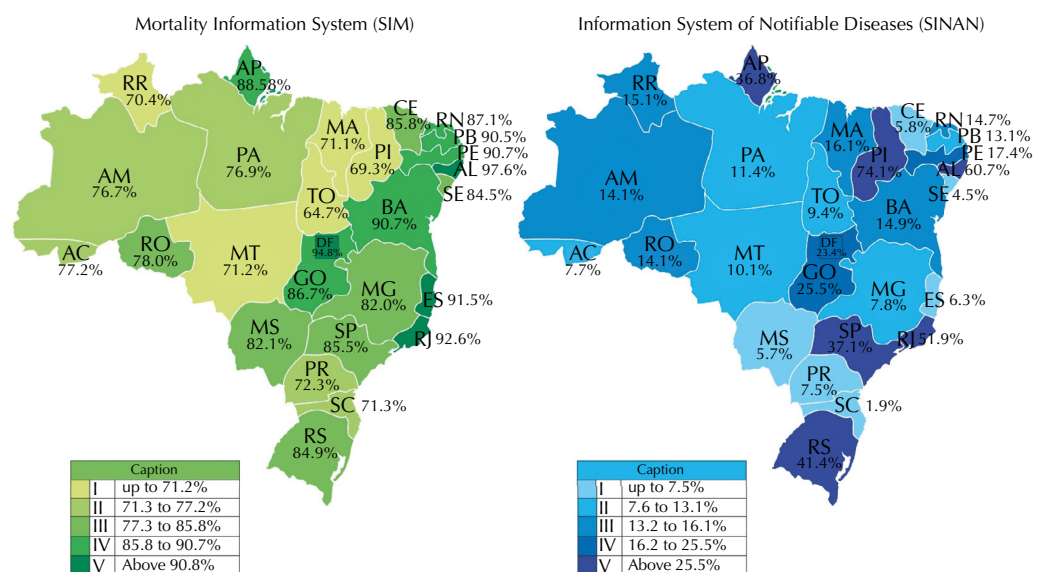 Mortality Information System (SIM)
RR
70.4%
AP
88.58%
AM
76.7%
PA
76.9%
MA
71.1%
CE
85.8%
RN 87.1%
PB 90.5%
PE 90.7%
AL 97.6%
SE 84.5%
PI
69.3%
TO
64.7%
BA
90.7%
AC
77.2%
RO
78.0%
MT
71.2%
DF
94.8%
GO
86.7%
MG
82.0%
ES 91.5%
MS
82.1%
SP
85.5%
RJ 92.6%
PR
72.3%
SC 71.3%
RS
84.9%
Caption
I up to 71.2%
II 71.3 to 77.2%
III 77.3 to 85.8%
IV 85.8 to 90.7%
V Above 90.8%
Information System of Notifiable Diseases (SINAN)
RR
15.1%
AP
36.8%
AM
14.1%
PA
11.4%
MA
16.1%
CE
5.8%
RN 14.7%
PB 13.1%
PE 17.4%
AL 60.7%
SE 4.5%
PI
74.1%
TO
9.4%
BA
14.9%
AC
7.7%
RO
14.1%
MT
10.1%
DF
23.4%
GO
25.5%
MG
7.8%
ES 6.3%
MS
5.7%
SP
37.1%
RJ 51.9%
PR
7.5%
SC 1.9%
RS
41.4%
Caption
I up to 7.5%
II 7.6 to 13.1%
III 13.2 to 16.1%
IV 16.2 to 25.5%
V Above 25.5%